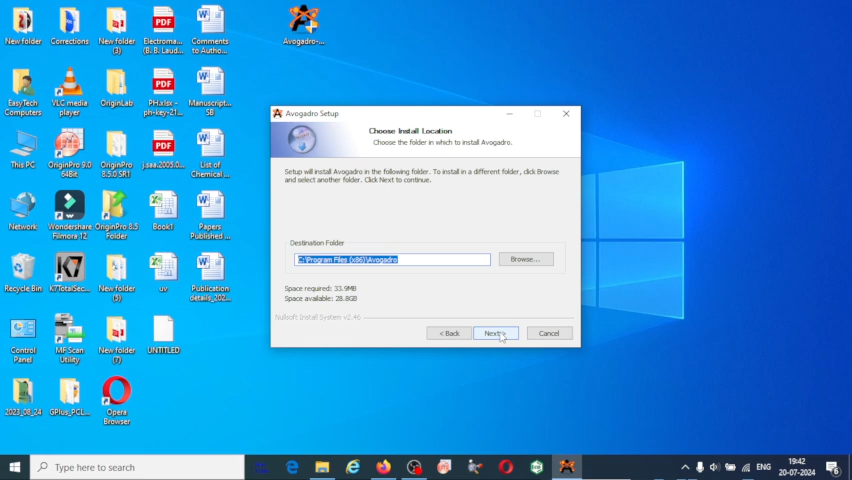 New folder
Corrections
New folder
(3)
Electroma...
(B. B. Laud...
Comments
to Autho...
Avogadro-...
EasyTech
Computers
VLC media
player
OriginLab
PH.xlsx -
ph-key-21...
Manuscript...
SB
This PC
OriginPro 9.0
64Bit
OriginPro
8.5.0.SR1
j.saa.2005.0...
List of
Chemical ...
Network
Wondershare
Filmora 12
OriginPro 8.5
Folder
Book1
Papers
Published ...
Recycle Bin
K7TotalSec...
New folder
(5)
uv
Publication
details_202...
Control
Panel
MF Scan
Utility
New folder
(7)
UNTITLED
2023_08_24
GPlus_PCL...
Opera
Browser
Avogadro Setup
Choose Install Location
Choose the folder in which to install Avogadro.
Setup will install Avogadro in the following folder. To install in a different folder, click Browse
and select another folder. Click Next to continue.
Destination Folder
C:\Program Files (x86)\Avogadro
Browse...
Space required: 33.9MB
Space available: 28.8GB
Nullsoft Install System v2.46
< Back
Next >
Cancel
Type here to search
ENG
19:42
20-07-2024
6